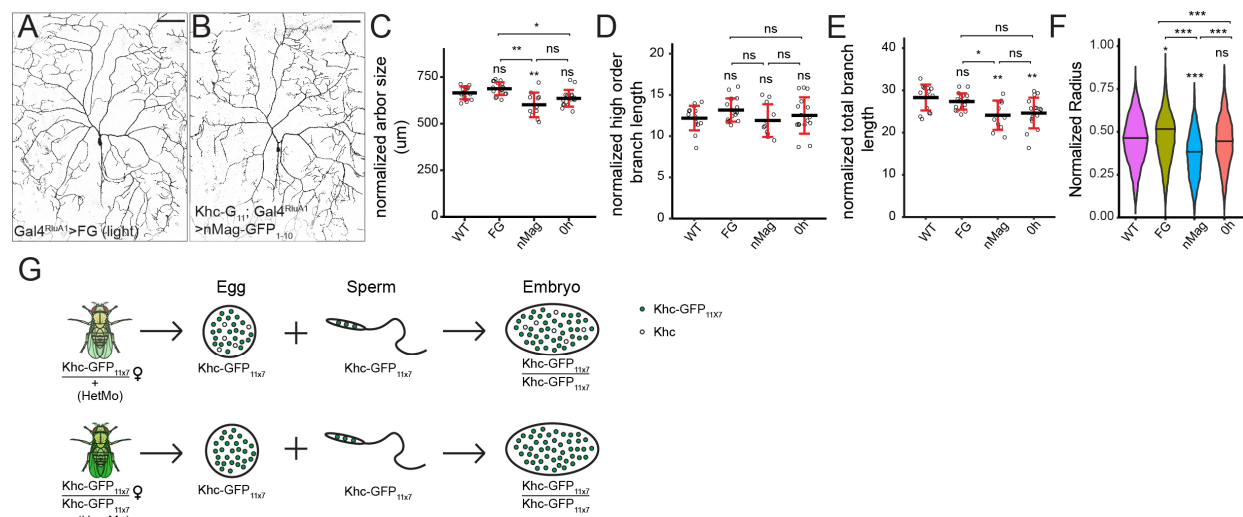 A
B
C
D
E
F
Gal4RluA1>FG (light)
Khc-G11; Gal4RluA1
>nMag-GFP1-10
normalized arbor size
(um)
750
500
250
0
*
**
ns
ns
**
ns
WT
FG
nMag
0h
normalized high order
branch length
20
15
10
5
0
ns
ns
ns
ns
ns
ns
WT
FG
nMag
0h
normalized total branch
length
40
30
20
10
0
ns
*
ns
ns
**
**
WT
FG
nMag
0h
Normalized Radius
1.00
0.75
0.50
0.25
0.00
***
***
***
*
***
ns
WT
FG
nMag
0h
G
Egg
Sperm
Embryo
Khc-GFP11X7
Khc
Khc-GFP11x7
+
♀
(HetMo)
+
Khc-GFP11x7
Khc-GFP11x7
Khc-GFP11x7
Khc-GFP11x7
Khc-GFP11x7
Khc-GFP11x7
♀
+
Khc-GFP11x7
Khc-GFP11x7
Khc-GFP11x7
Khc-GFP11x7